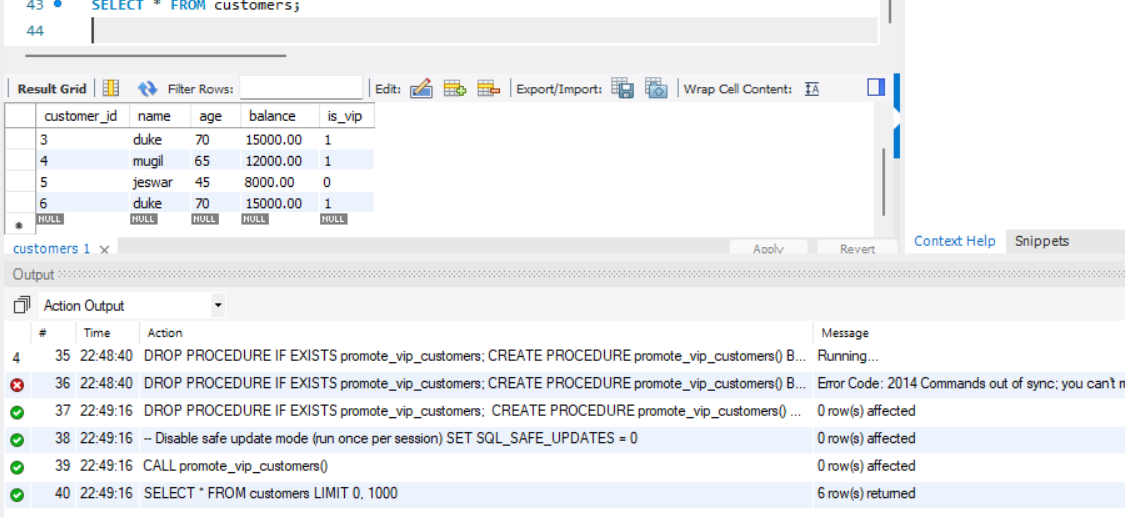 43 SELECT * FROM customers;
44
Result Grid Filter Rows: Edit: Export/Import: Wrap Cell Content: IA
customer_id name age balance is_vip
3 duke 70 15000.00 1
4 mugil 65 12000.00 1
5 jeswar 45 8000.00 0
6 duke 70 15000.00 1
* NULL NULL NULL NULL NULL
customers 1 × Apply Revert Context Help Snippets
Output
Action Output
# Time Action Message
4 35 22:48:40 DROP PROCEDURE IF EXISTS promote_vip_customers; CREATE PROCEDURE promote_vip_customers() B... Running...
36 22:48:40 DROP PROCEDURE IF EXISTS promote_vip_customers; CREATE PROCEDURE promote_vip_customers() B... Error Code: 2014 Commands out of sync; you can't
37 22:49:16 DROP PROCEDURE IF EXISTS promote_vip_customers; CREATE PROCEDURE promote_vip_customers() ... 0 row(s) affected
38 22:49:16 -- Disable safe update mode (run once per session) SET SQL_SAFE_UPDATES = 0 0 row(s) affected
39 22:49:16 CALL promote_vip_customers() 0 row(s) affected
40 22:49:16 SELECT * FROM customers LIMIT 0, 1000 6 row(s) returned